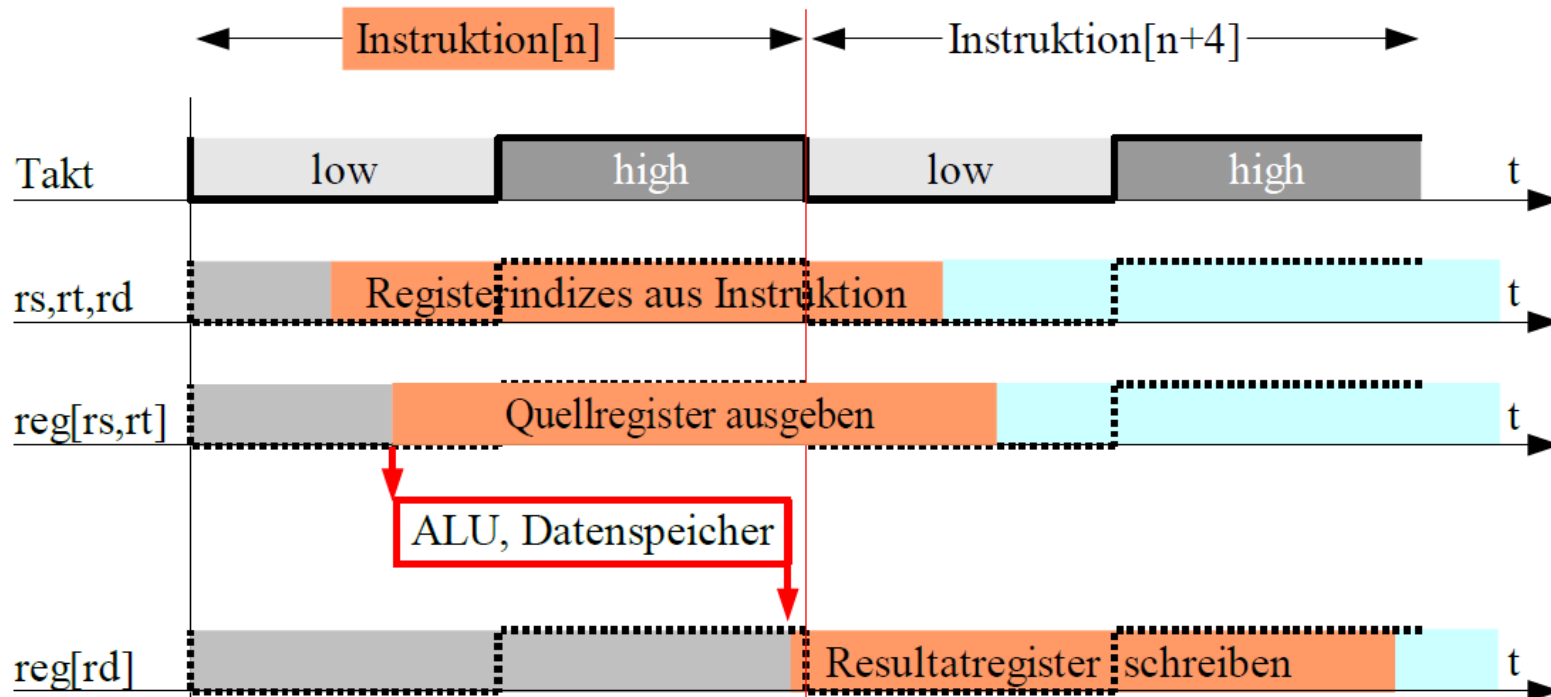 Instruktion[n] Instruktion[n+4]
Takt low high low high t
rs,rt,rd Registerindizes aus Instruktion t
reg[rs,rt] Quellregister ausgeben t
ALU, Datenspeicher
reg[rd] Resultatregister schreiben t